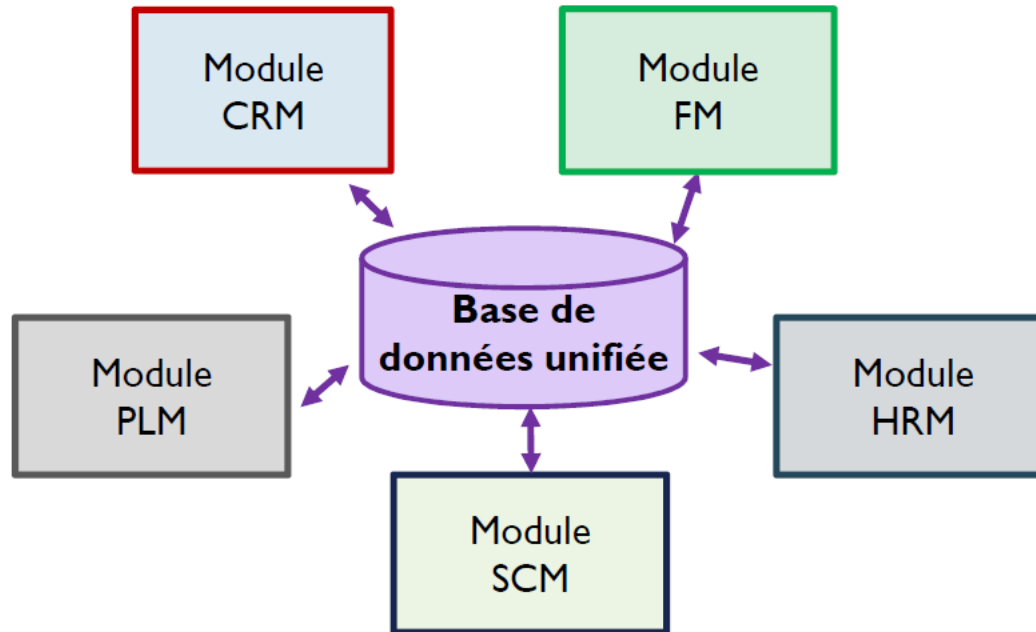 Module
CRM
Module
FM
Base de
données unifiée
Module
PLM
Module
HRM
Module
SCM